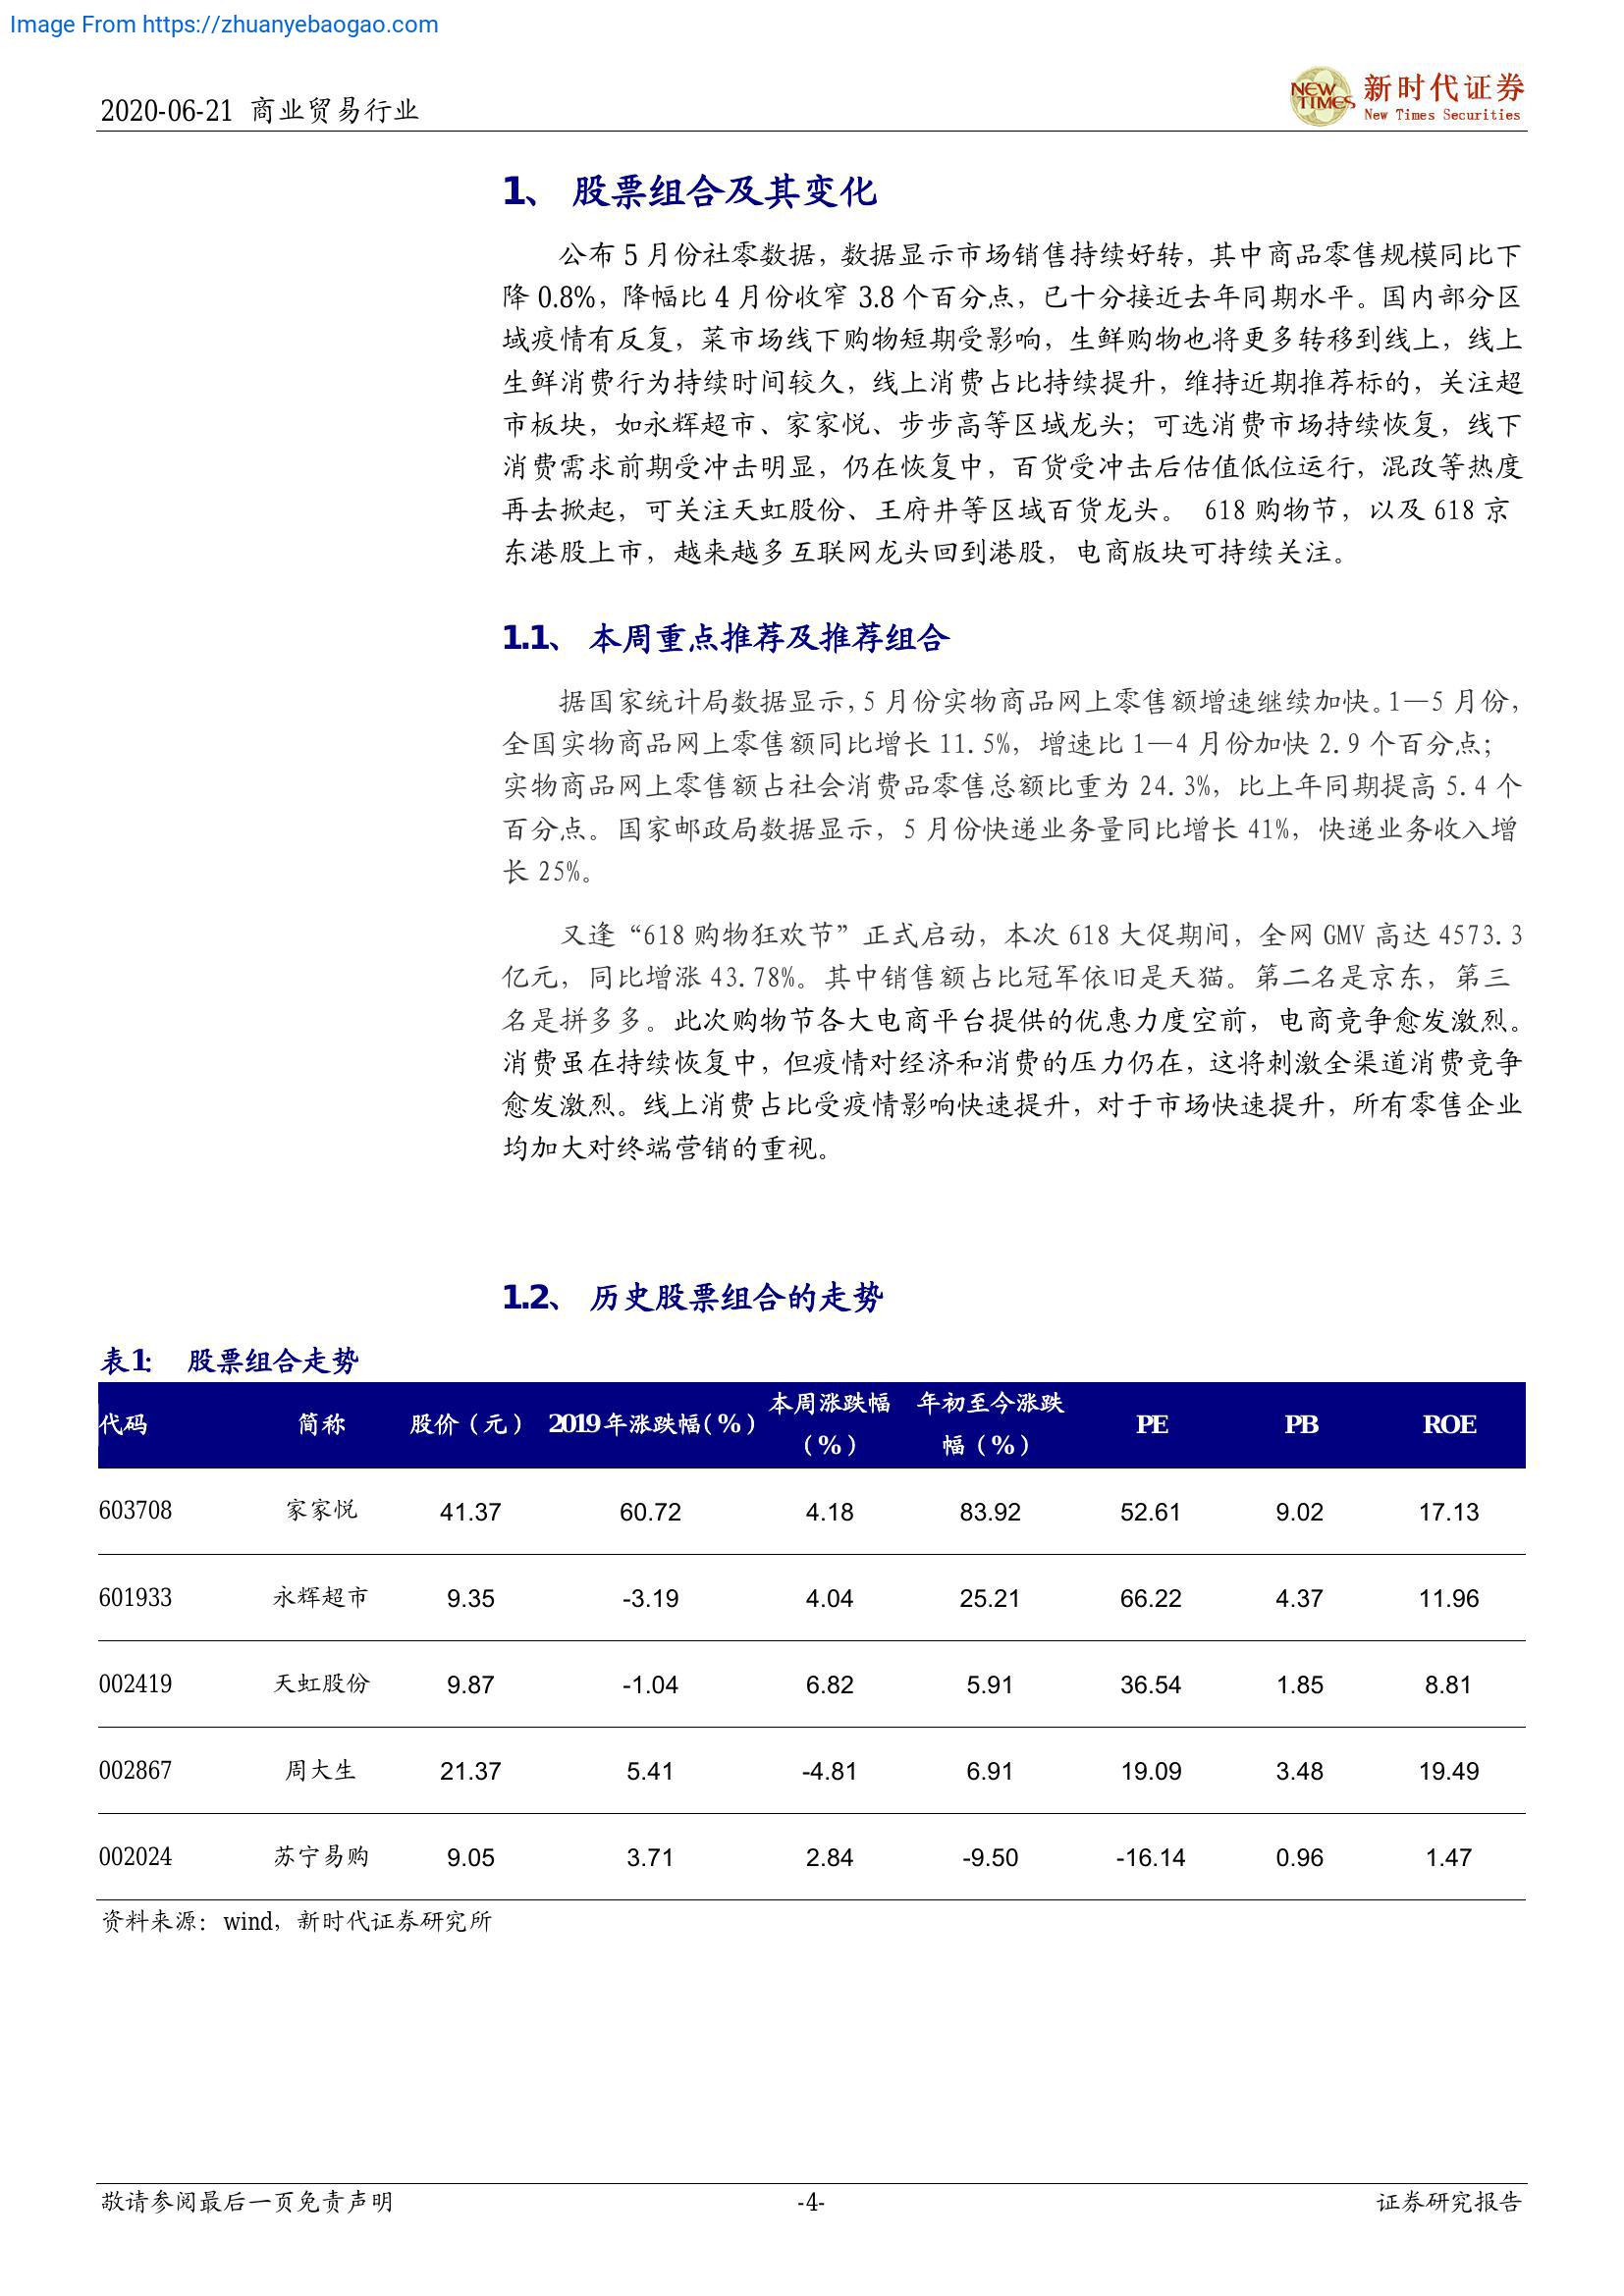 Image From https://zhuanyebaogao.com
2020-06-21 商业贸易行业
NEW TIMES
新时代证券
New Times Securities
1、 股票组合及其变化
公布 5 月份社零数据，数据显示市场销售持续好转，其中商品零售规模同比下
降 0.8%，降幅比 4 月份收窄 3.8 个百分点，已十分接近去年同期水平。国内部分区
域疫情有反复，菜市场线下购物短期受影响，生鲜购物也将更多转移到线上，线上
生鲜消费行为持续时间较久，线上消费占比持续提升，维持近期推荐标的，关注超
市板块，如永辉超市、家家悦、步步高等区域龙头；可选消费市场持续恢复，线下
消费需求前期受冲击明显，仍在恢复中，百货受冲击后估值低位运行，混改等热度
再去掀起，可关注天虹股份、王府井等区域百货龙头。 618 购物节，以及 618 京
东港股上市，越来越多互联网龙头回到港股，电商版块可持续关注。
1.1、 本周重点推荐及推荐组合
据国家统计局数据显示，5 月份实物商品网上零售额增速继续加快。1—5 月份，
全国实物商品网上零售额同比增长 11.5%，增速比 1—4 月份加快 2.9 个百分点；
实物商品网上零售额占社会消费品零售总额比重为 24.3%，比上年同期提高 5.4 个
百分点。国家邮政局数据显示，5 月份快递业务量同比增长 41%，快递业务收入增
长 25%。
又逢“618 购物狂欢节”正式启动，本次 618 大促期间，全网 GMV 高达 4573.3
亿元，同比增涨 43.78%。其中销售额占比冠军依旧是天猫。第二名是京东，第三
名是拼多多。此次购物节各大电商平台提供的优惠力度空前，电商竞争愈发激烈。
消费虽在持续恢复中，但疫情对经济和消费的压力仍在，这将刺激全渠道消费竞争
愈发激烈。线上消费占比受疫情影响快速提升，对于市场快速提升，所有零售企业
均加大对终端营销的重视。
1.2、 历史股票组合的走势
表1： 股票组合走势
代码 简称 股价（元） 2019年涨跌幅（%） 本周涨跌幅（%） 年初至今涨跌幅（%） PE PB ROE
603708 家家悦 41.37 60.72 4.18 83.92 52.61 9.02 17.13
601933 永辉超市 9.35 -3.19 4.04 25.21 66.22 4.37 11.96
002419 天虹股份 9.87 -1.04 6.82 5.91 36.54 1.85 8.81
002867 周大生 21.37 5.41 -4.81 6.91 19.09 3.48 19.49
002024 苏宁易购 9.05 3.71 2.84 -9.50 -16.14 0.96 1.47
资料来源：wind，新时代证券研究所
敬请参阅最后一页免责声明 -4- 证券研究报告